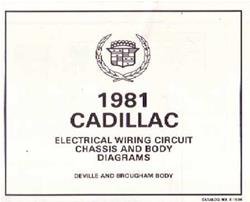 1981
CADILLAC
ELECTRICAL WIRING CIRCUIT
CHASSIS AND BODY
DIAGRAMS
DEVILLE AND BROUGHAM BODY